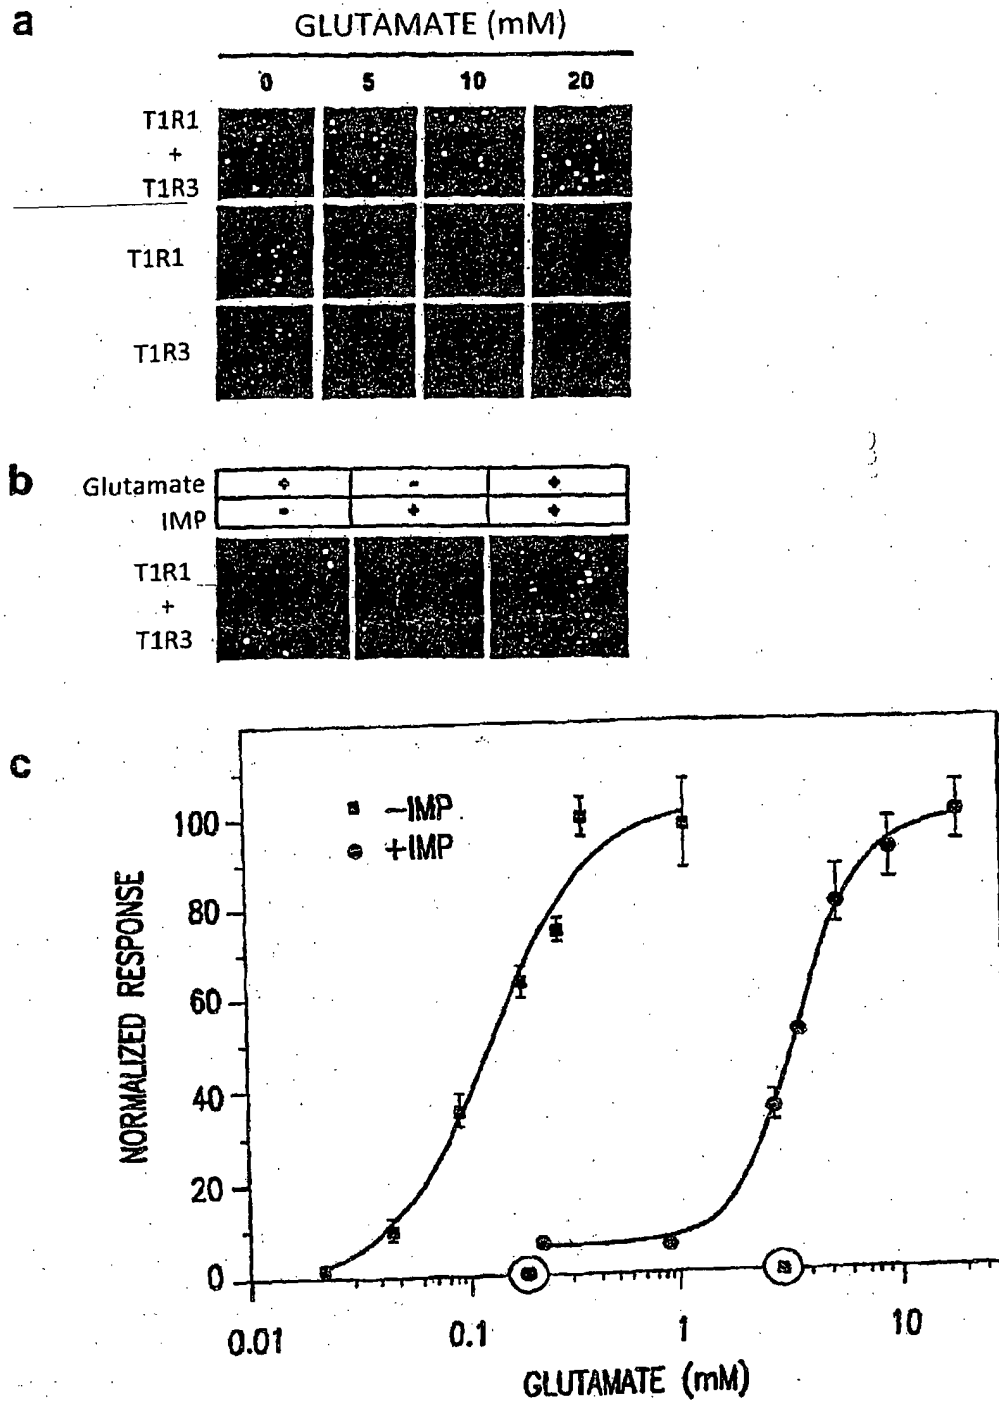 a
GLUTAMATE (mM)
0 5 10 20
T1R1
+
T1R3
T1R1
T1R3
b
Glutamate + - +
IMP - + +
T1R1
+
T1R3
c
-IMP
+IMP
100
80
60
40
20
0
NORMALIZED RESPONSE
0.01 0.1 1 10
GLUTAMATE (mM)